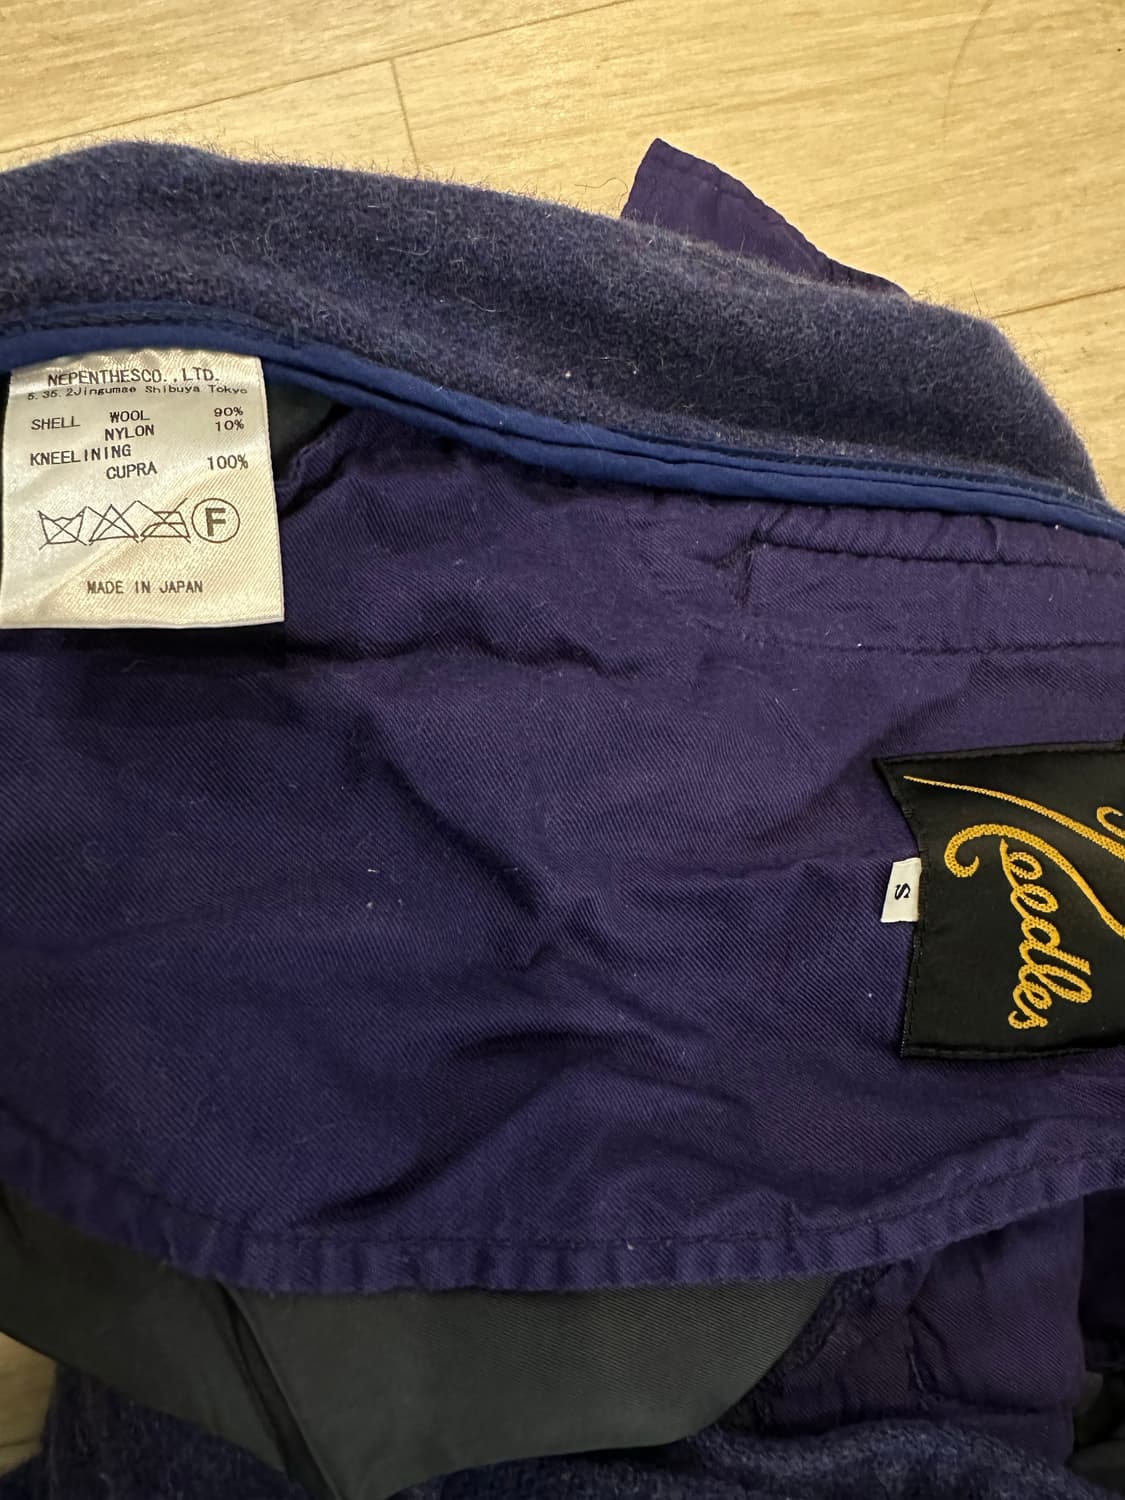 NEPENTHESCO.,LTD.
5.35.2Jingumae Shibuya Tokyo
SHELL WOOL 90%
NYLON 10%
KNEELINING
CUPRA 100%
F
MADE IN JAPAN
S
Needles